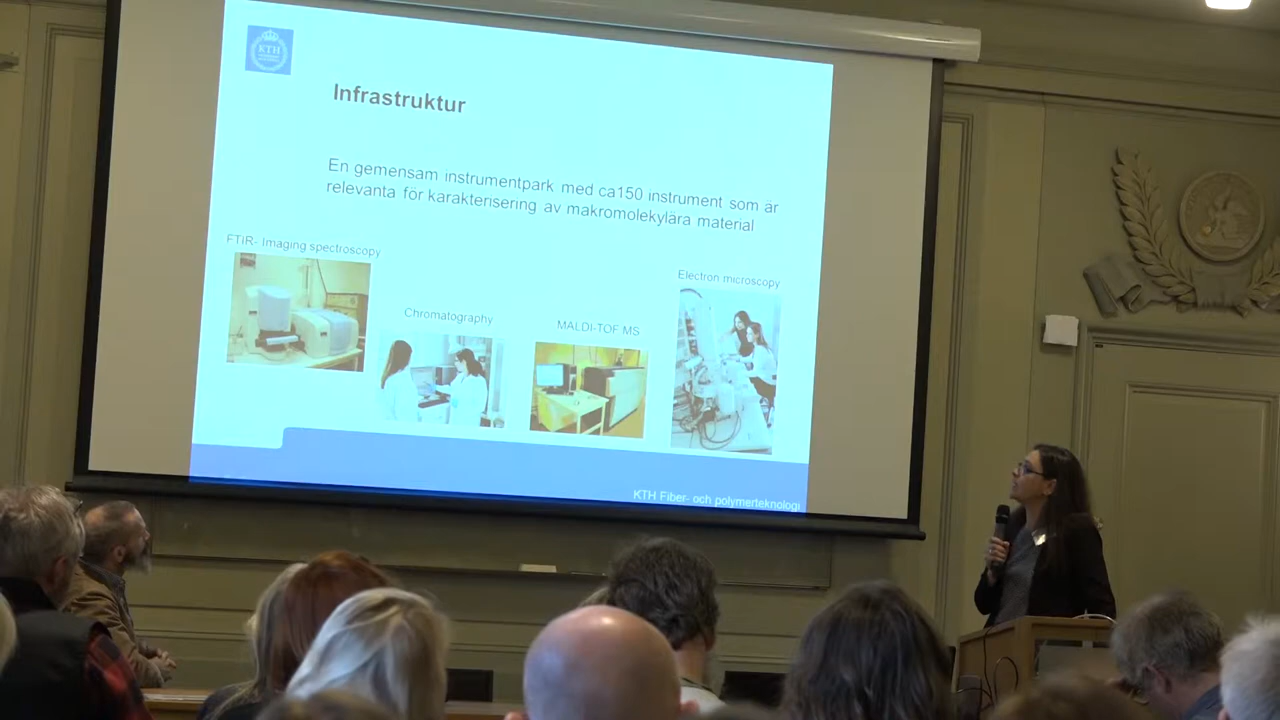 KTH
Infrastruktur
En gemensam instrumentpark med ca150 instrument som är
relevanta för karakterisering av makromolekylära material
FTIR- Imaging spectroscopy
Electron microscopy
Chromatography
MALDI-TOF MS
KTH Fiber- och polymerteknologi